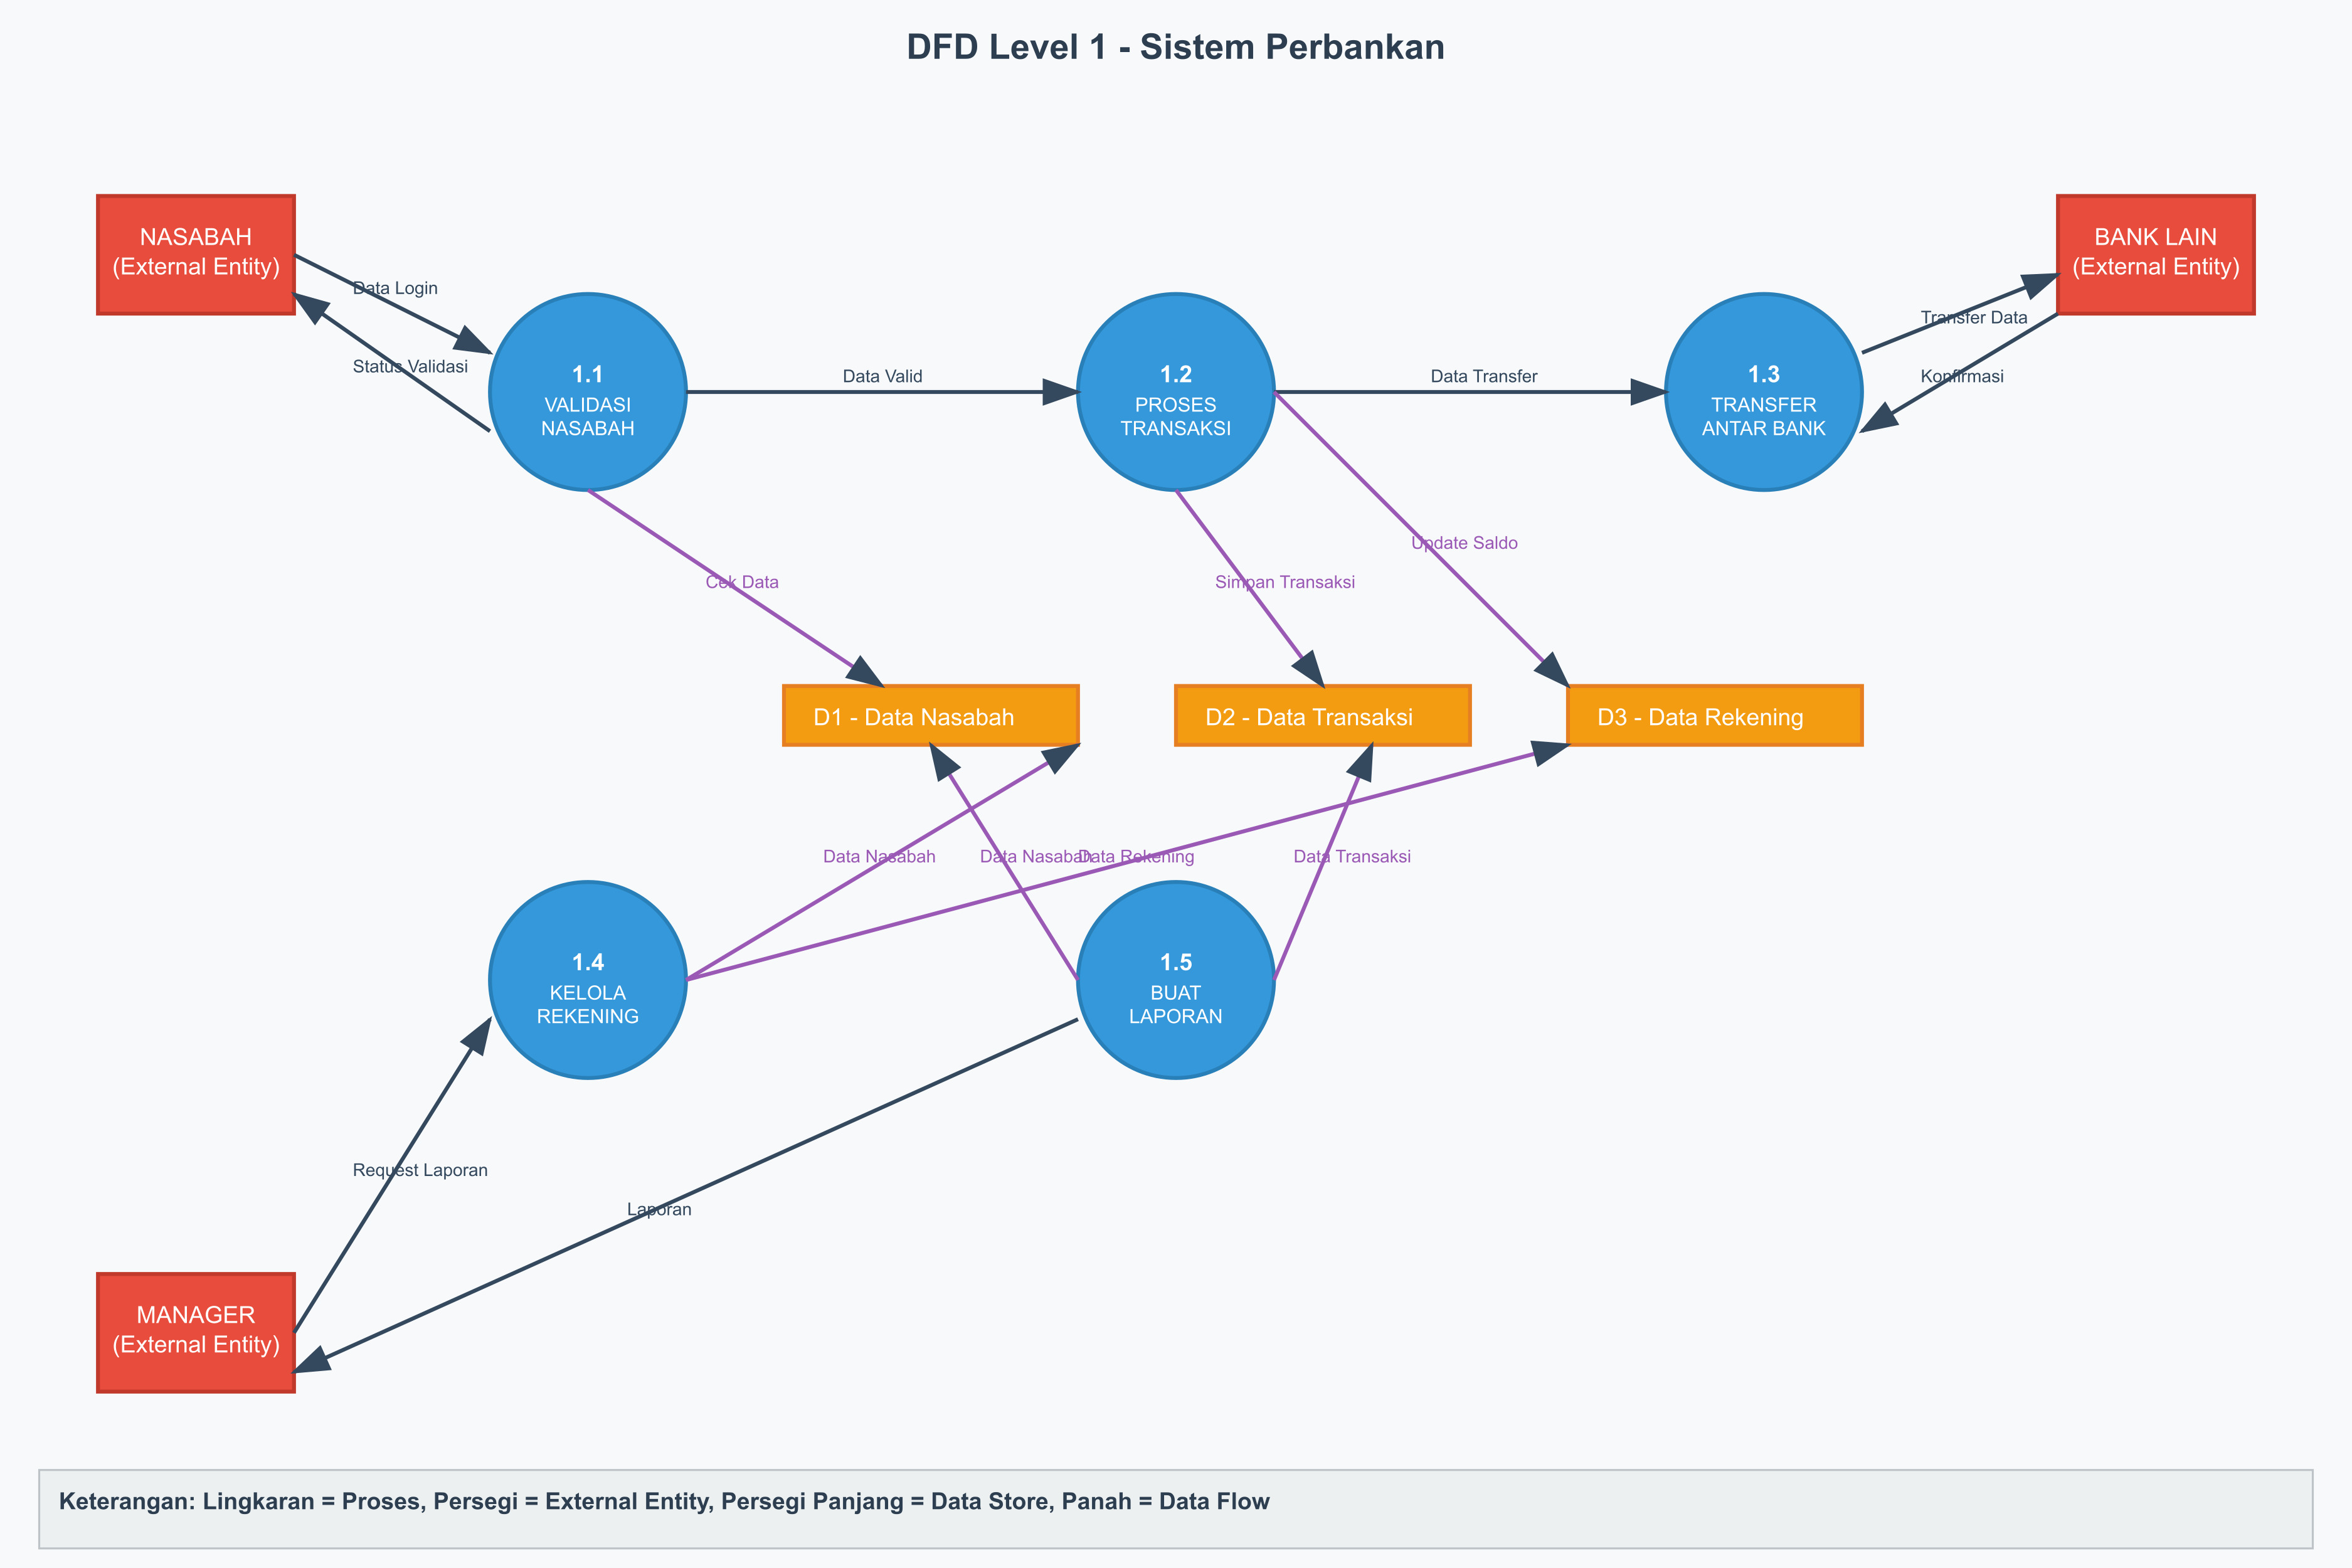 DFD Level 1 - Sistem Perbankan
NASABAH
(External Entity)
BANK LAIN
(External Entity)
Data Login
Status Validasi
Transfer Data
Konfirmasi
1.1
VALIDASI
NASABAH
Data Valid
1.2
PROSES
TRANSAKSI
Data Transfer
1.3
TRANSFER
ANTAR BANK
Cek Data
Simpan Transaksi
Update Saldo
D1 - Data Nasabah
D2 - Data Transaksi
D3 - Data Rekening
Data Nasabah
Data Nasabah
Data Rekening
Data Transaksi
1.4
KELOLA
REKENING
1.5
BUAT
LAPORAN
Request Laporan
Laporan
MANAGER
(External Entity)
Keterangan: Lingkaran = Proses, Persegi = External Entity, Persegi Panjang = Data Store, Panah = Data Flow